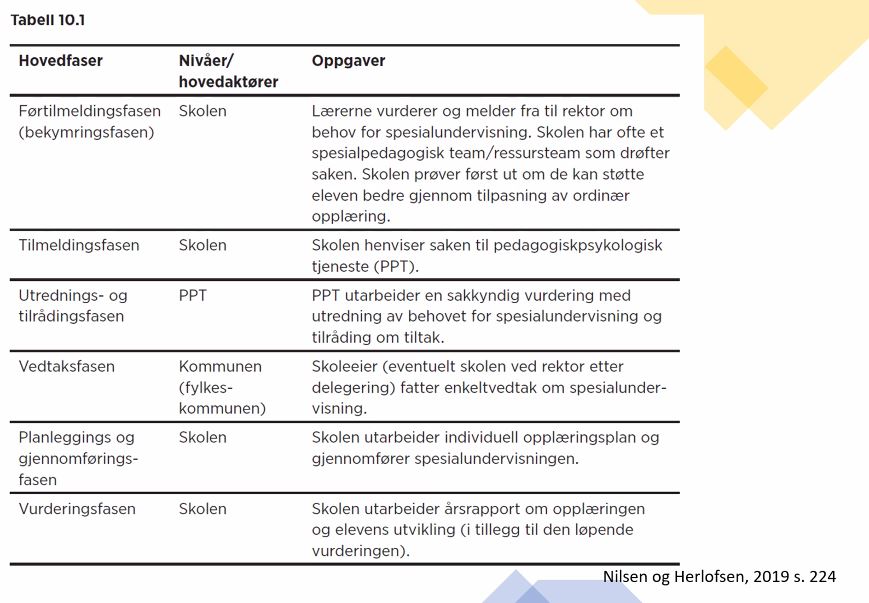 Tabell 10.1
Hovedfaser
Nivåer/
hovedaktører
Oppgaver
Førtilmeldingsfasen
(bekymringsfasen)
Skolen
Lærerne vurderer og melder fra til rektor om
behov for spesialundervisning. Skolen har ofte et
spesialpedagogisk team/ressursteam som drøfter
saken. Skolen prøver først ut om de kan støtte
eleven bedre gjennom tilpasning av ordinær
opplæring.
Tilmeldingsfasen
Skolen
Skolen henviser saken til pedagogiskpsykologisk
tjeneste (PPT).
Utrednings- og
tilrådingsfasen
PPT
PPT utarbeider en sakkyndig vurdering med
utredning av behovet for spesialundervisning og
tilråding om tiltak.
Vedtaksfasen
Kommunen
(fylkes-
kommunen)
Skoleeier (eventuelt skolen ved rektor etter
delegering) fatter enkeltvedtak om spesialunder-
visning.
Planleggings og
gjennomførings-
fasen
Skolen
Skolen utarbeider individuell opplæringsplan og
gjennomfører spesialundervisningen.
Vurderingsfasen
Skolen
Skolen utarbeider årsrapport om opplæringen
og elevens utvikling (i tillegg til den løpende
vurderingen).
Nilsen og Herlofsen, 2019 s. 224